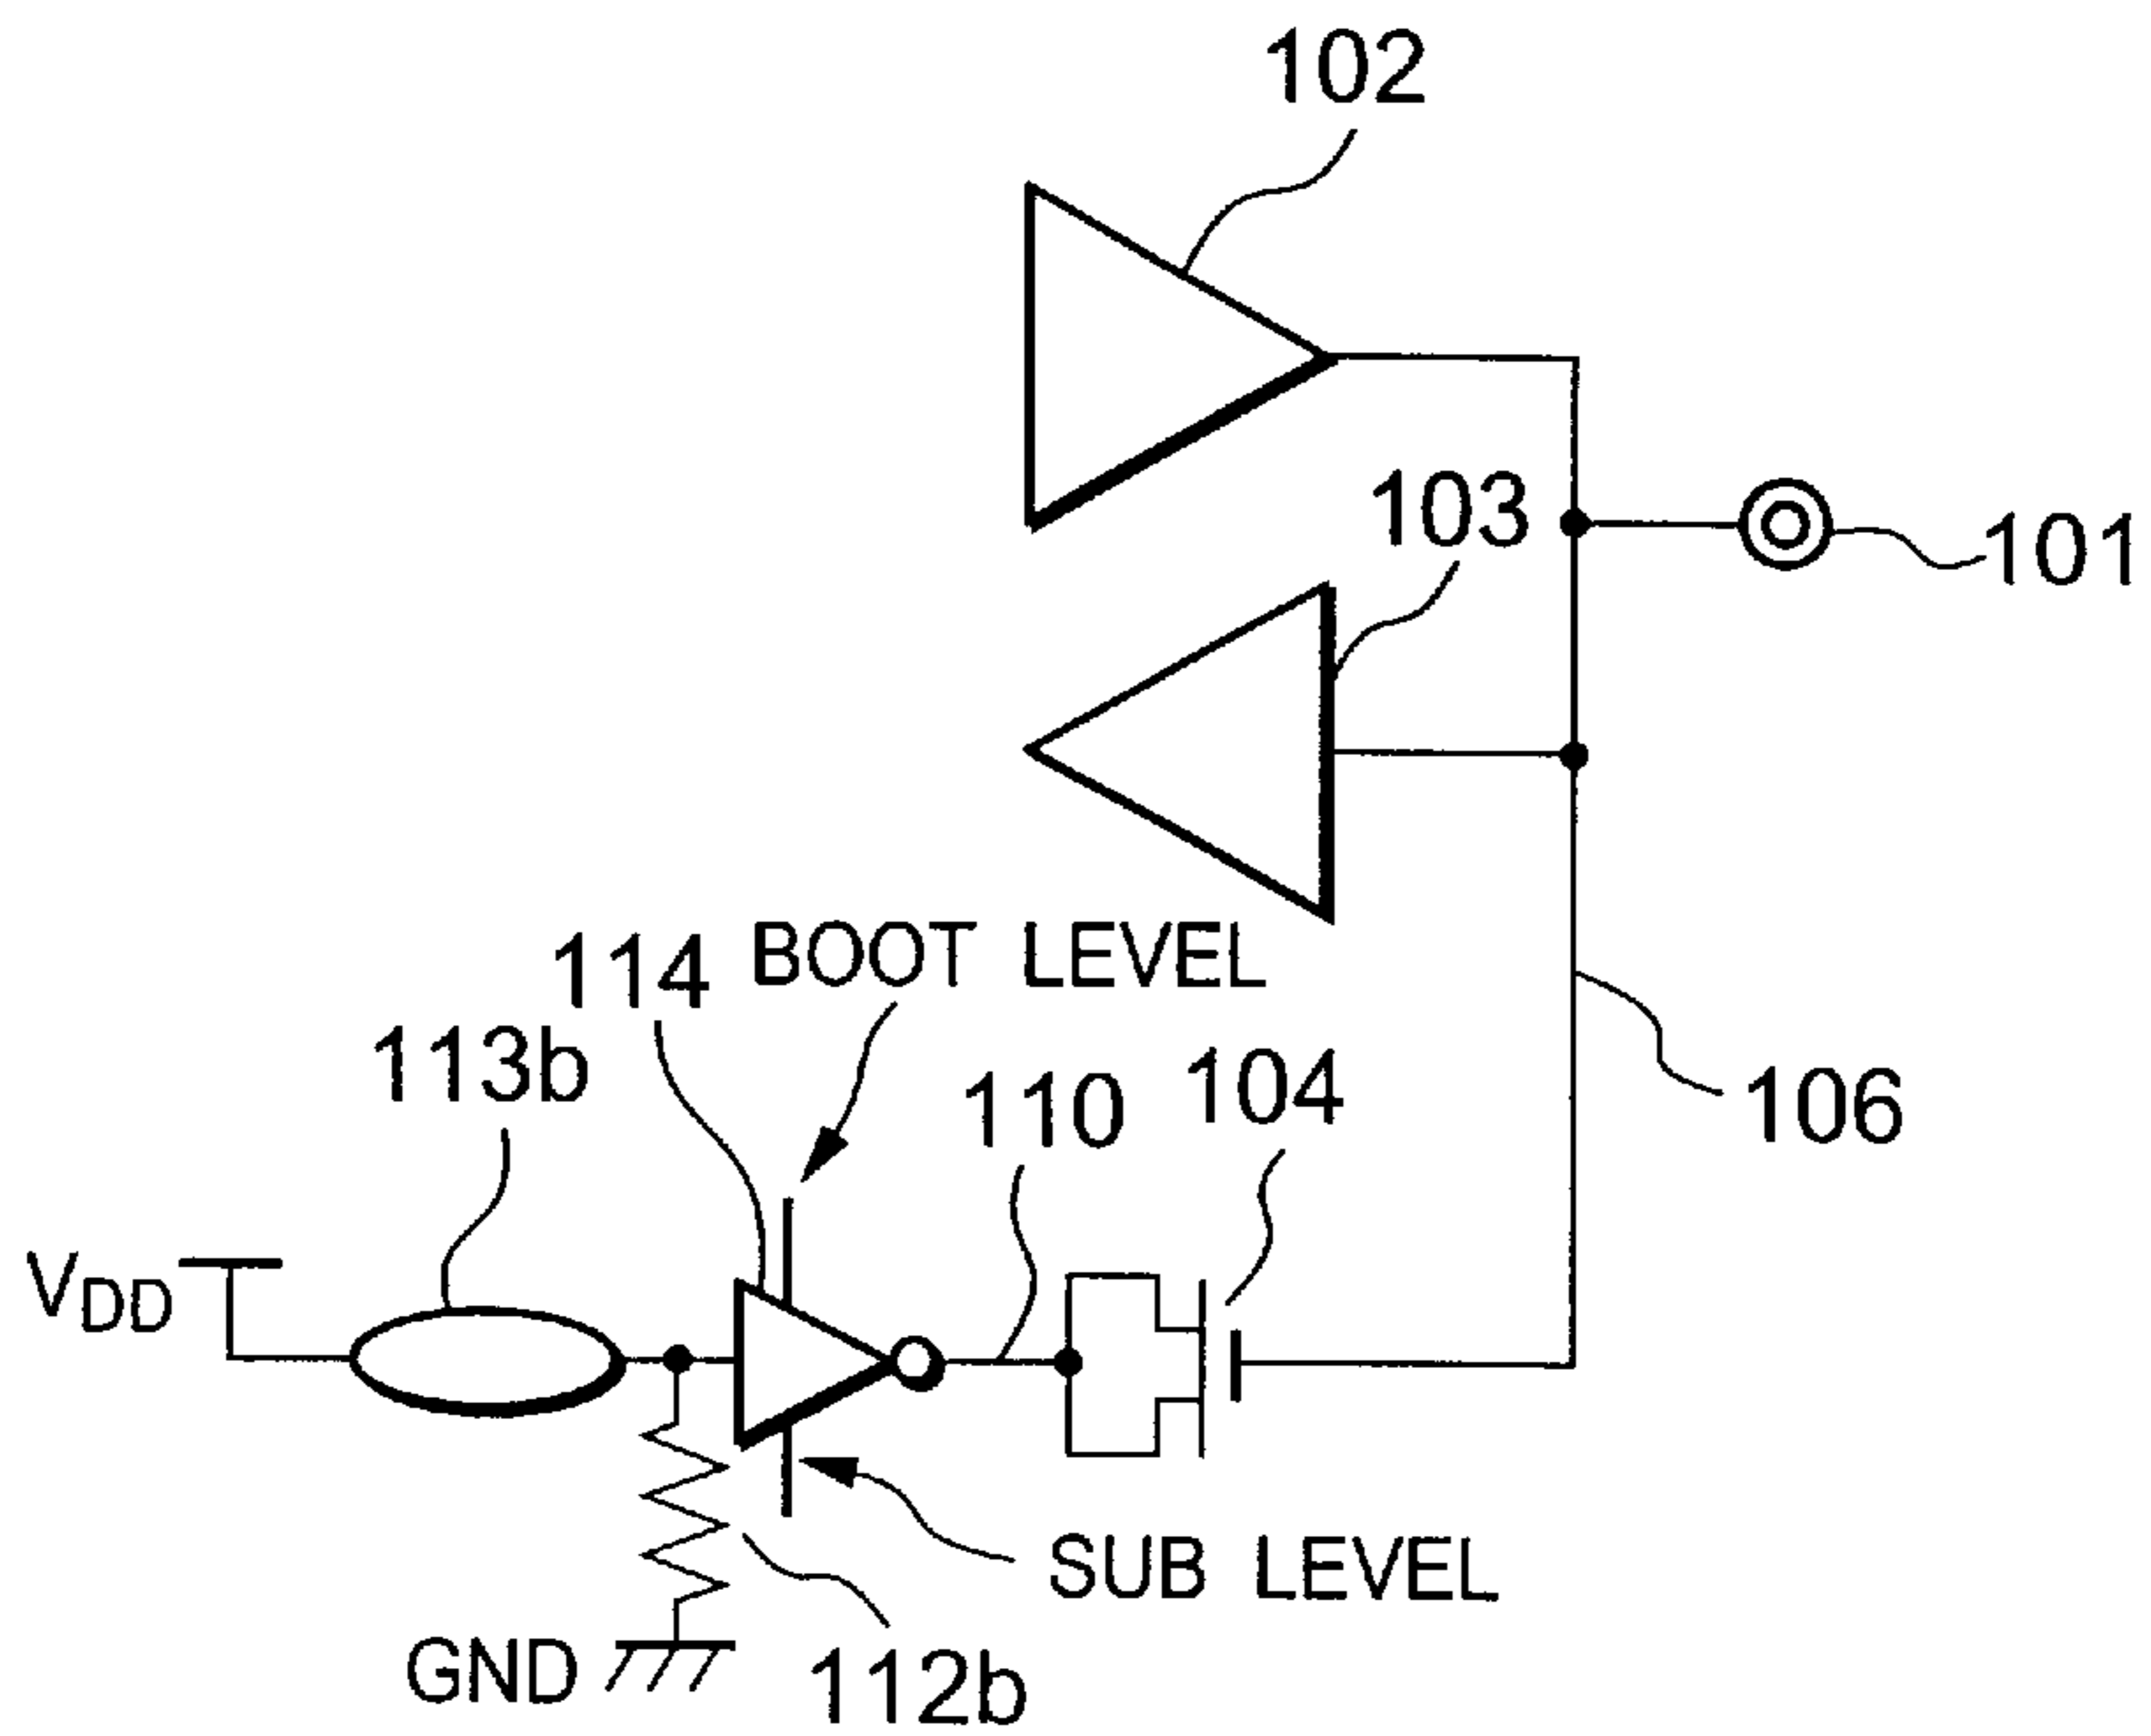 102
103
101
114 BOOT LEVEL
113b
110
104
106
VDD
SUB LEVEL
GND
112b